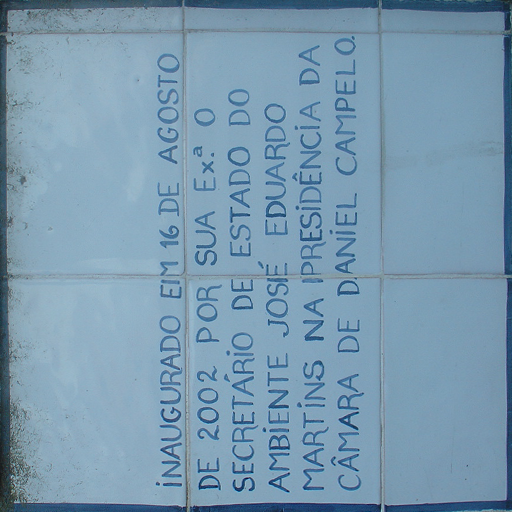 INAUGURADO EM 16 DE AGOSTO
DE 2002 POR SUA Ex.ª O
SECRETÁRIO DE ESTADO DO
AMBIENTE JOSÉ EDUARDO
MARTINS NA PRESIDÊNCIA DA
CÂMARA DE DANIEL CAMPELO.